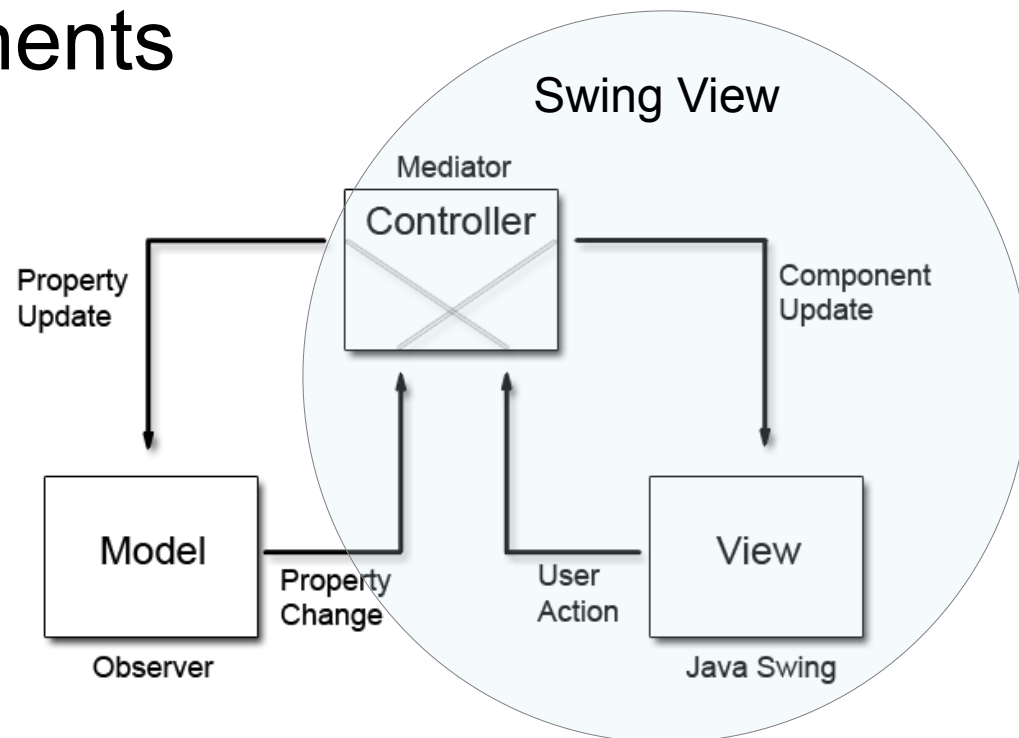 nents
Swing View
Mediator
Controller
Property
Update
Component
Update
Model
Property
Change
User
Action
View
Observer
Java Swing